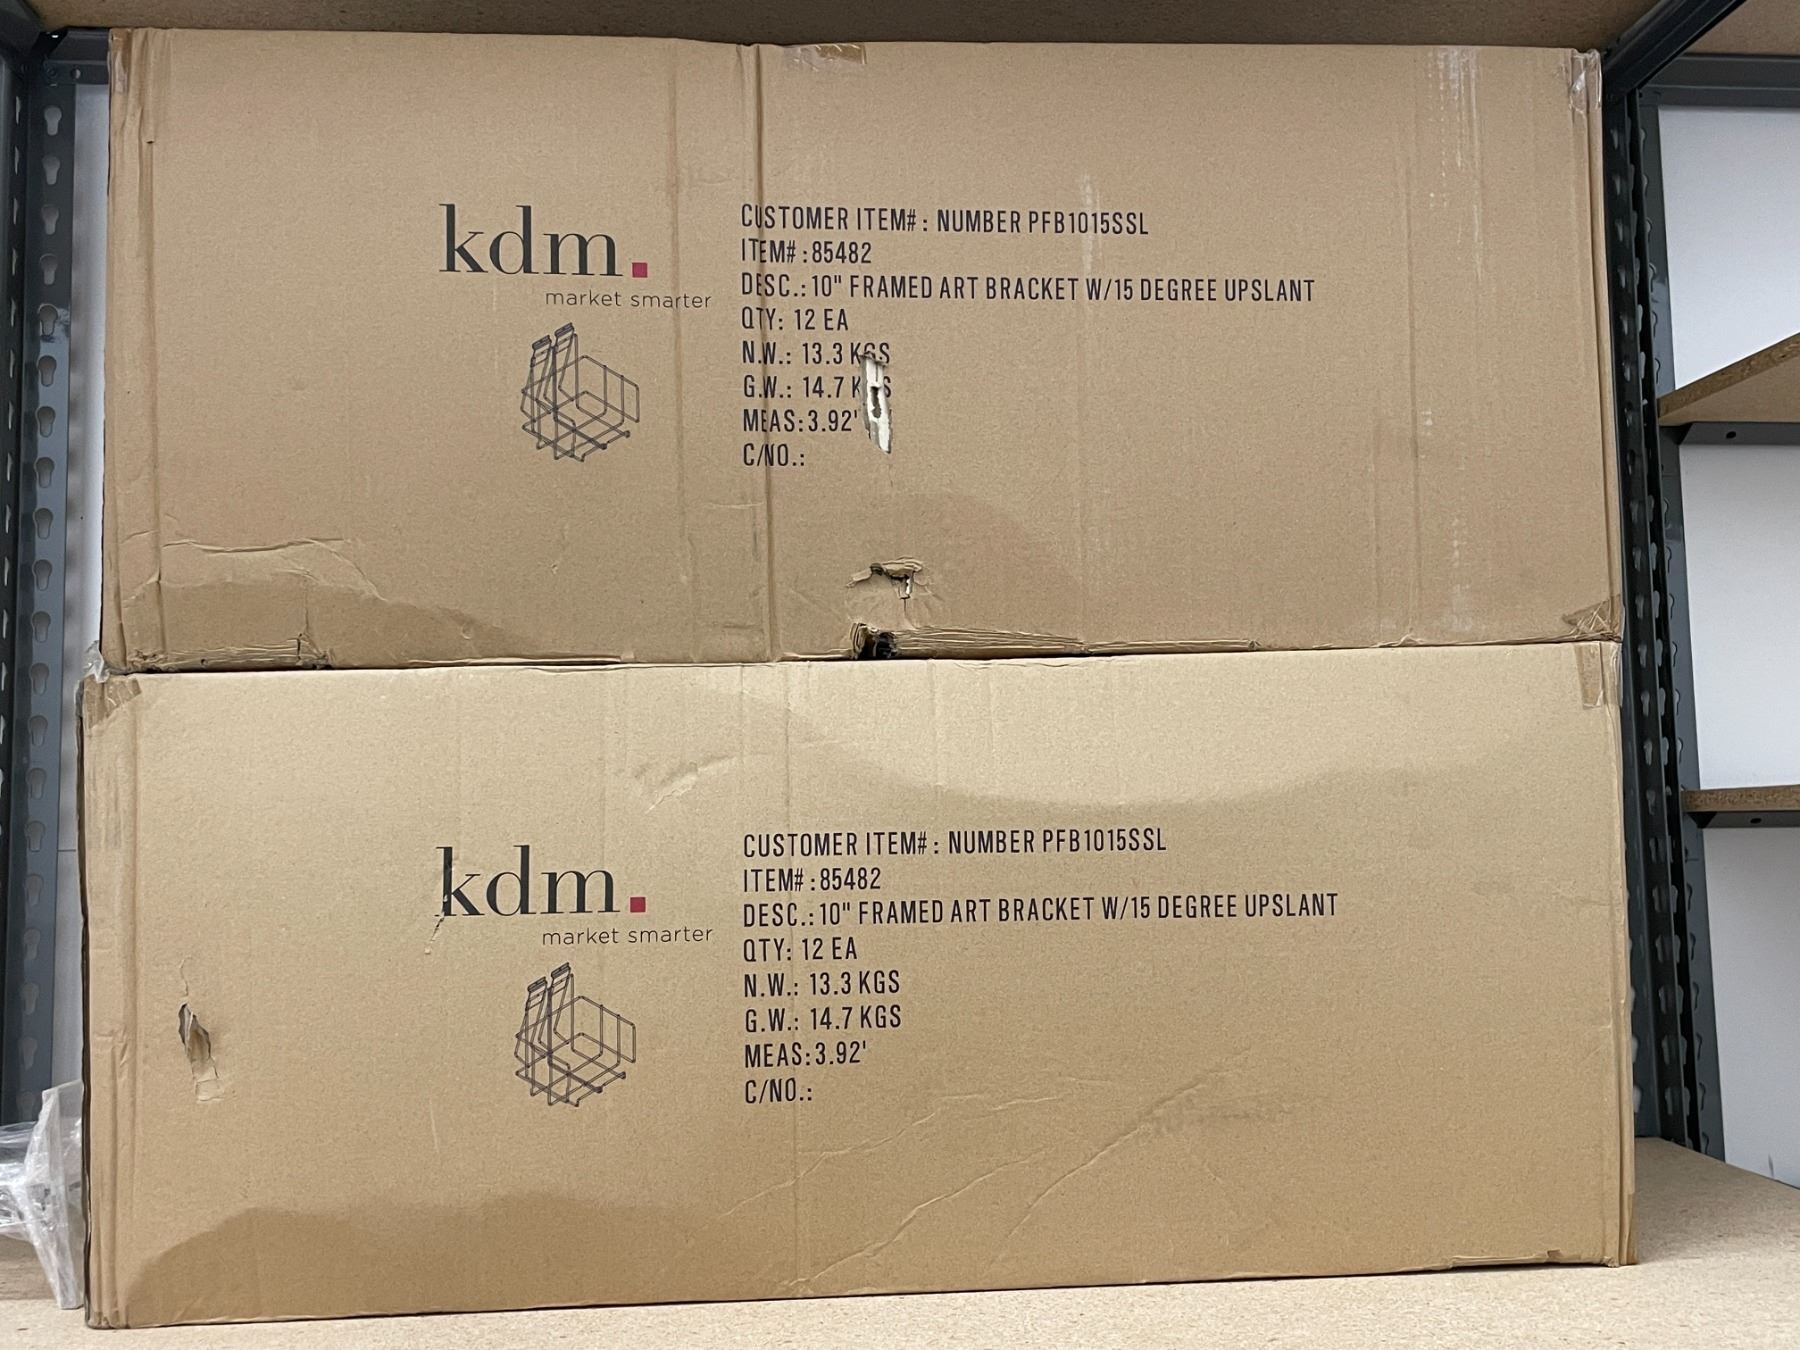 kdm.
market smarter
CUSTOMER ITEM#: NUMBER PFB1015SSL
ITEM#:85482
DESC.: 10" FRAMED ART BRACKET W/15 DEGREE UPSLANT
QTY: 12 EA
N.W.: 13.3 KGS
G.W.: 14.7 KGS
MEAS:3.92'
C/NO.:
kdm.
market smarter
CUSTOMER ITEM#: NUMBER PFB1015SSL
ITEM#:85482
DESC.: 10" FRAMED ART BRACKET W/15 DEGREE UPSLANT
QTY: 12 EA
N.W.: 13.3 KGS
G.W.: 14.7 KGS
MEAS:3.92'
C/NO.: